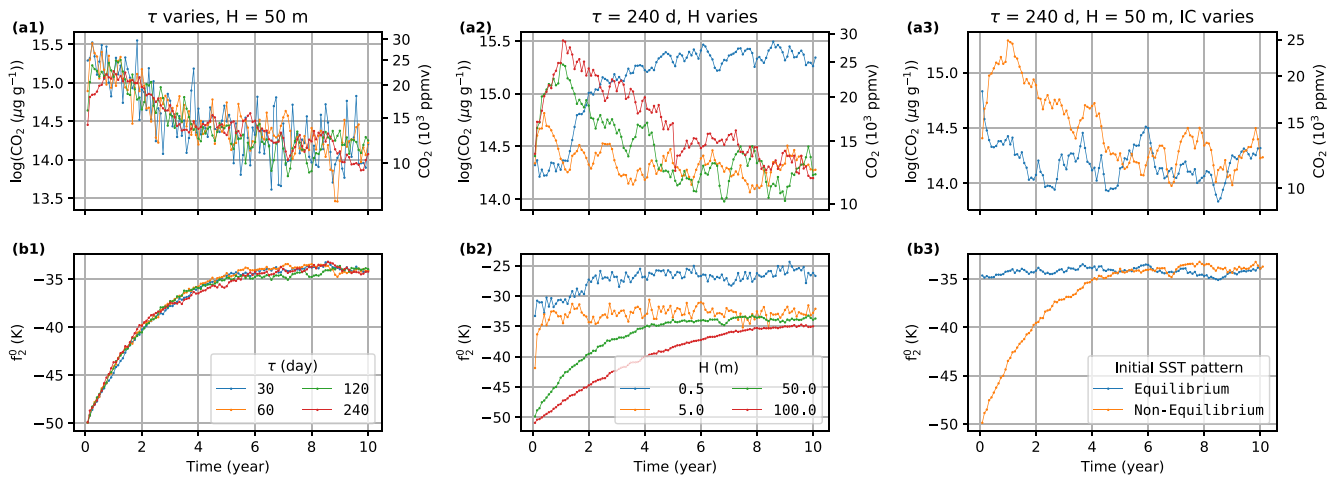 τ varies, H = 50 m
τ = 240 d, H varies
τ = 240 d, H = 50 m, IC varies
(a1)
(a2)
(a3)
log(CO₂ (μg g⁻¹))
15.5
15.0
14.5
14.0
13.5
30
25
20
15
10
CO₂ (10³ ppmv)
log(CO₂ (μg g⁻¹))
15.5
15.0
14.5
14.0
30
25
20
15
10
CO₂ (10³ ppmv)
log(CO₂ (μg g⁻¹))
15.0
14.5
14.0
25
20
15
10
CO₂ (10³ ppmv)
(b1)
(b2)
(b3)
f₂⁰ (K)
−35
−40
−45
−50
τ (day)
30
60
120
240
0
2
4
6
8
10
Time (year)
f₂⁰ (K)
−25
−30
−35
−40
−45
−50
H (m)
0.5
5.0
50.0
100.0
0
2
4
6
8
10
Time (year)
f₂⁰ (K)
−35
−40
−45
−50
Initial SST pattern
Equilibrium
Non-Equilibrium
0
2
4
6
8
10
Time (year)